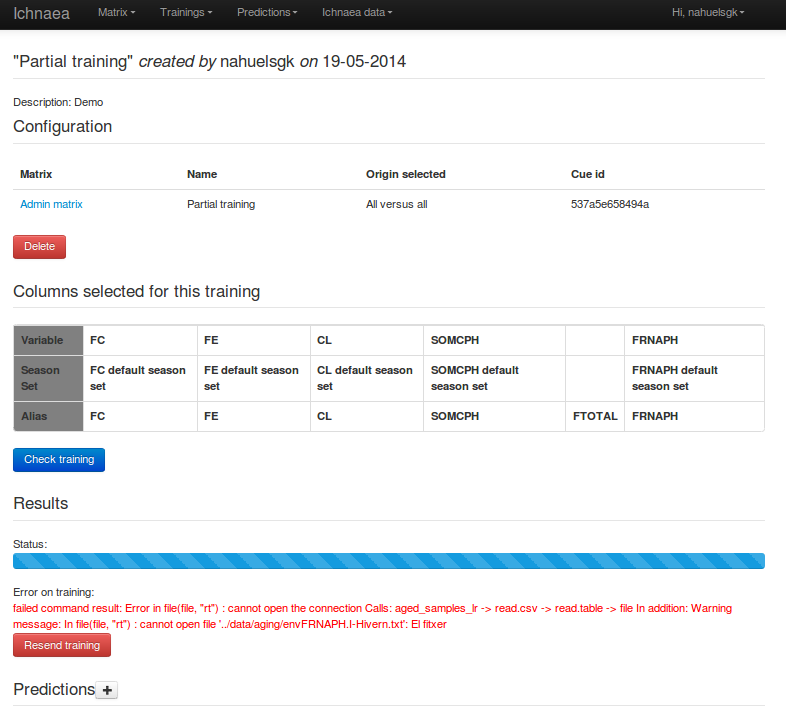 Ichnaea Matrix Trainings Predictions Ichnaea data Hi, nahuelsgk
"Partial training" created by nahuelsgk on 19-05-2014
Description: Demo
Configuration
Matrix Name Origin selected Cue id
Admin matrix Partial training All versus all 537a5e658494a
Delete
Columns selected for this training
Variable FC FE CL SOMCPH FRNAPH
Season FC default season FE default season CL default season SOMCPH default FRNAPH default
Set set set set season set season set
Alias FC FE CL SOMCPH FTOTAL FRNAPH
Check training
Results
Status:
Error on training:
failed command result: Error in file(file, "rt") : cannot open the connection Calls: aged_samples_lr -> read.csv -> read.table -> file In addition: Warning
message: In file(file, "rt") : cannot open file '../data/aging/envFRNAPH.I-Hivern.txt': El fitxer
Resend training
Predictions +